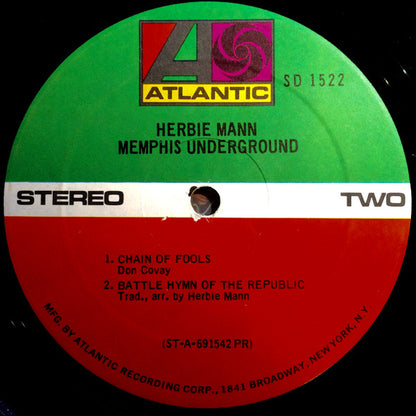 A
ATLANTIC
SD 1522
HERBIE MANN
MEMPHIS UNDERGROUND
STEREO
TWO
1. CHAIN OF FOOLS
Don Covay
2. BATTLE HYMN OF THE REPUBLIC
Trad., arr. by Herbie Mann
(ST-A-691542 PR)
MFG. BY ATLANTIC RECORDING CORP., 1841 BROADWAY, NEW YORK, N.Y.